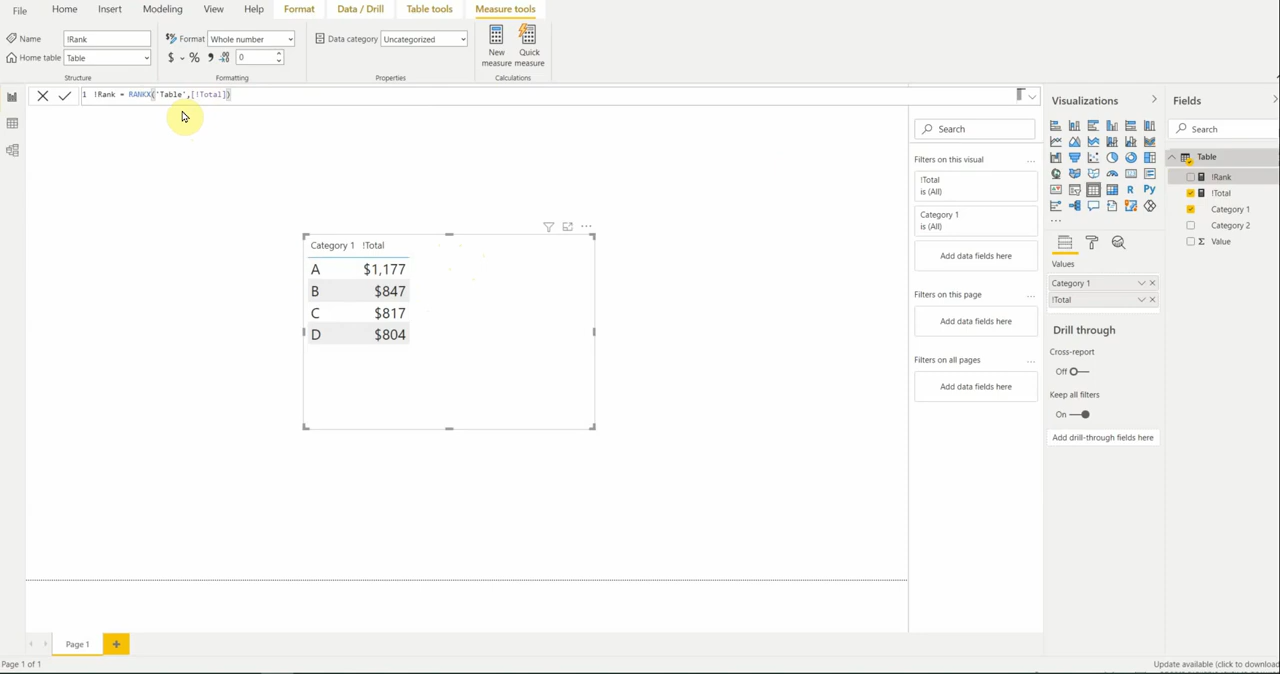 File
Home
Modeling
View
Help
Format
Data / Drill
Table tools
Measure tools
Name
!Rank
Home table
Table
Structure
Format
Whole number
$
%
0
Formatting
Data category
Uncategorized
Properties
New
measure
Quick
measure
Calculations
1 !Rank = RANKX('Table',[!Total])
Category 1 !Total
A $1,177
B $847
C $817
D $804
Search
Filters on this visual
!Total
is (All)
Category 1
is (All)
Add data fields here
Filters on this page
Add data fields here
Filters on all pages
Add data fields here
Visualizations
R
Py
Values
Category 1
!Total
Drill through
Cross-report
Off
Keep all filters
On
Add drill-through fields here
Fields
Search
Table
!Rank
!Total
Category 1
Category 2
Σ Value
Page 1
Page 1 of 1
Update available (click to download